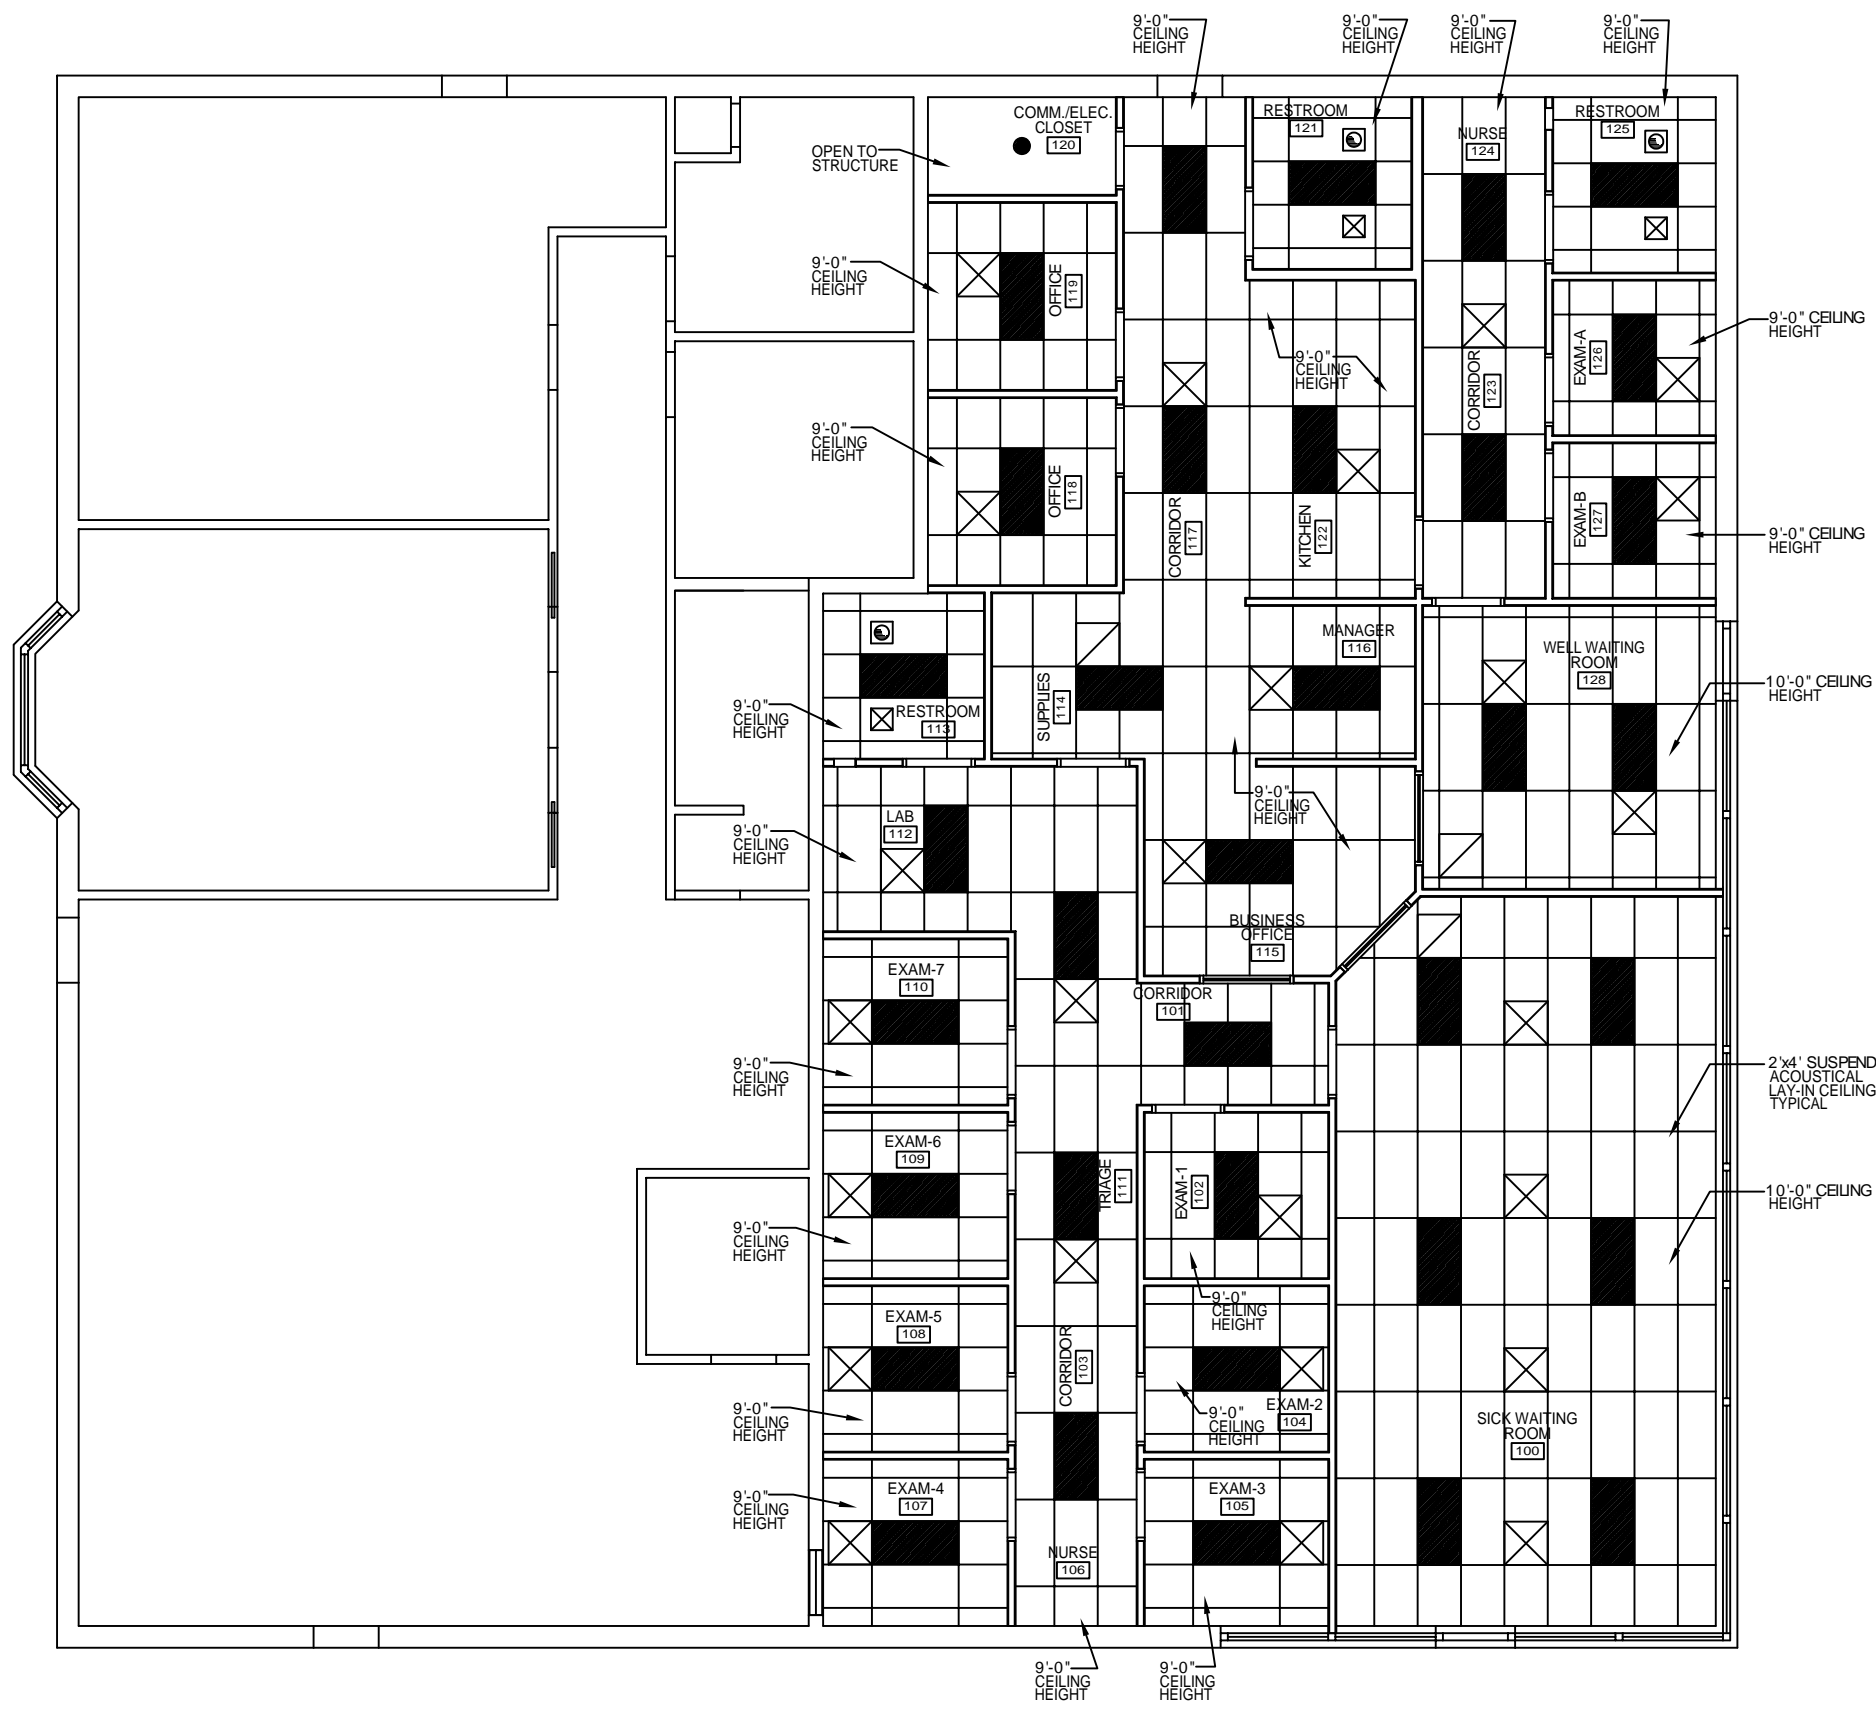 9'-0"
CEILING
HEIGHT
9'-0"
CEILING
HEIGHT
9'-0"
CEILING
HEIGHT
9'-0"
CEILING
HEIGHT
COMM./ELEC.
CLOSET
120
RESTROOM
121
NURSE
124
RESTROOM
125
OPEN TO
STRUCTURE
9'-0"
CEILING
HEIGHT
OFFICE
119
9'-0" CEILING
HEIGHT
9'-0"
CEILING
HEIGHT
EXAM-A
126
CORRIDOR
123
9'-0"
CEILING
HEIGHT
OFFICE
118
CORRIDOR
117
KITCHEN
122
EXAM-B
127
9'-0" CEILING
HEIGHT
MANAGER
116
WELL WAITING
ROOM
128
10'-0" CEILING
HEIGHT
SUPPLIES
114
9'-0"
CEILING
HEIGHT
RESTROOM
113
9'-0"
CEILING
HEIGHT
LAB
112
9'-0"
CEILING
HEIGHT
BUSINESS
OFFICE
115
EXAM-7
110
CORRIDOR
101
9'-0"
CEILING
HEIGHT
2'x4' SUSPEND
ACOUSTICAL
LAY-IN CEILING
TYPICAL
EXAM-6
109
TRIAGE
111
EXAM-1
102
10'-0" CEILING
HEIGHT
9'-0"
CEILING
HEIGHT
9'-0"
CEILING
HEIGHT
EXAM-5
108
CORRIDOR
103
9'-0"
CEILING
HEIGHT
EXAM-2
104
9'-0"
CEILING
HEIGHT
SICK WAITING
ROOM
100
EXAM-4
107
EXAM-3
105
9'-0"
CEILING
HEIGHT
NURSE
106
9'-0"
CEILING
HEIGHT
9'-0"
CEILING
HEIGHT